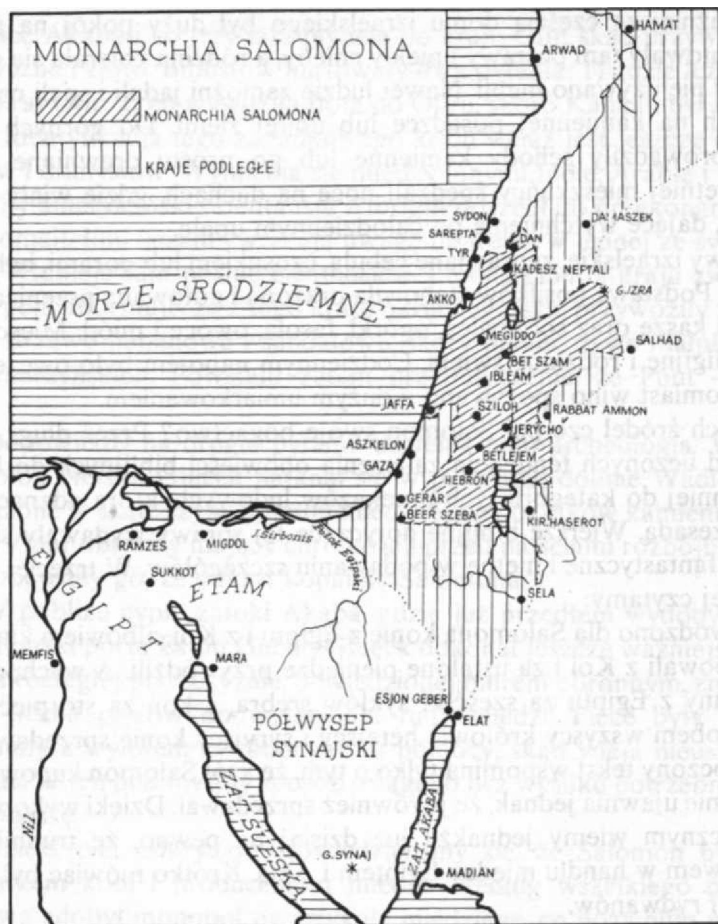 MONARCHIA SALOMONA
MONARCHIA SALOMONA
KRAJE PODLEGŁE
HAMAT
ARWAD
SYDON
DAMASZEK
SAREPTA
DAN
TYR
KADESZ NEFTALI
MORZE ŚRÓDZIEMNE
AKKO
G. IZRA
MEGIDDO
SALHAD
BET SZAM
IBLEAM
JAFFA
SZILOH
RABBAT AMMON
JERYCHO
ASZKELON
BETLEJEM
GAZA
HEBRON
GERAR
BEER SZEBA
KIR HASEROT
J. Sirbonis
Potok Egipski
RAMZES
MIGDOL
SUKKOT
ETAM
SELA
EGIPT
MEMFIS
MARA
ESJON GEBER
ELAT
PÓŁWYSEP
SYNAJSKI
ZAT. SUESKA
ZAT. AKABA
Nil
G. SYNAJ
MADIAN